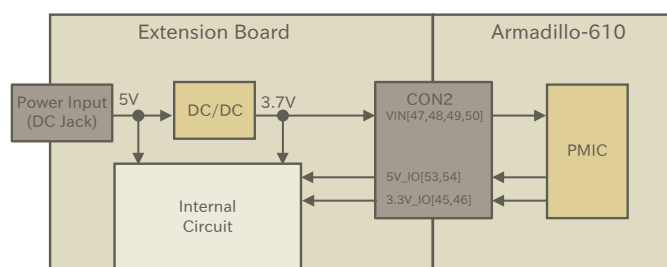 Extension Board
Armadillo-610
Power Input
(DC Jack)
5V
DC/DC
3.7V
CON2
VIN[47,48,49,50]
PMIC
5V_IO[53,54]
3.3V_IO[45,46]
Internal
Circuit